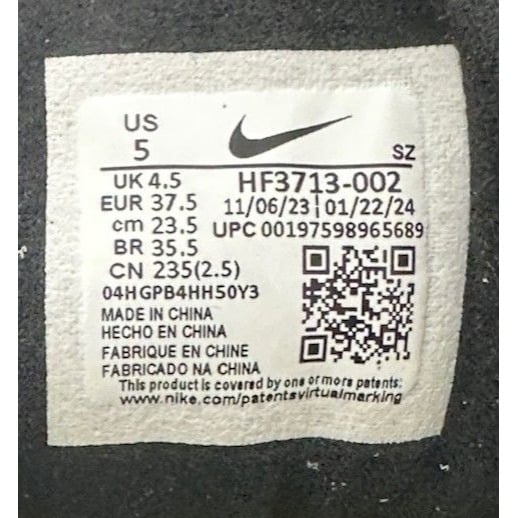 US
5
SZ
UK 4.5
EUR 37.5
cm 23.5
BR 35.5
CN 235(2.5)
HF3713-002
11/06/23 | 01/22/24
UPC 00197598965689
04HGPB4HH50Y3
MADE IN CHINA
HECHO EN CHINA
FABRIQUE EN CHINE
FABRICADO NA CHINA
This product is covered by one or more patents:
www.nike.com/patentsvirtualmarking